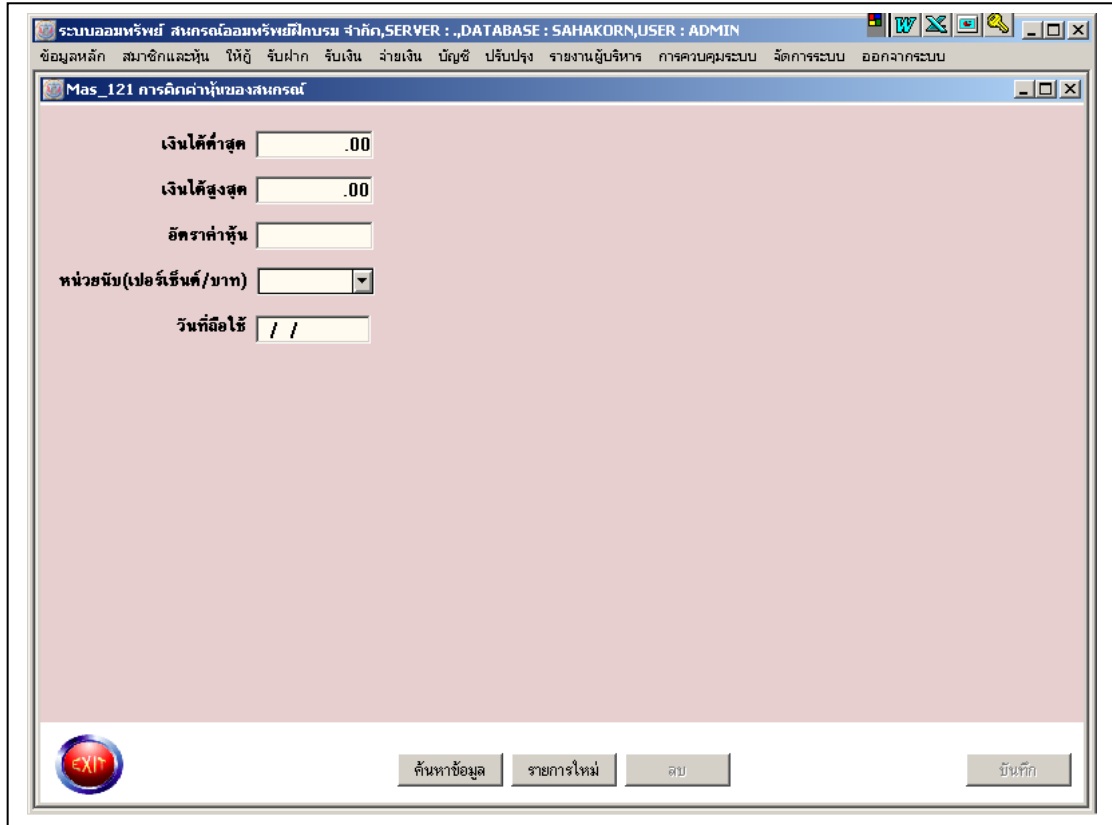 ระบบออมทรัพย์ สหกรณ์ออมทรัพย์ฝึกบรม จำกัด,SERVER : .,DATABASE : SAHAKORN,USER : ADMIN
ข้อมูลหลัก สมาชิกและหุ้น ให้กู้ รับฝาก รับเงิน จ่ายเงิน บัญชี ปรับปรุง รายงานผู้บริหาร การควบคุมระบบ จัดการระบบ ออกจากระบบ
Mas_121 การคิดค่าหุ้นของสหกรณ์
เงินได้ต่ำสุด .00
เงินได้สูงสุด .00
อัตราค่าหุ้น
หน่วยนับ(เปอร์เซ็นต์/บาท)
วันที่ถือใช้ / /
EXIT ค้นหาข้อมูล รายการใหม่ ลบ บันทึก